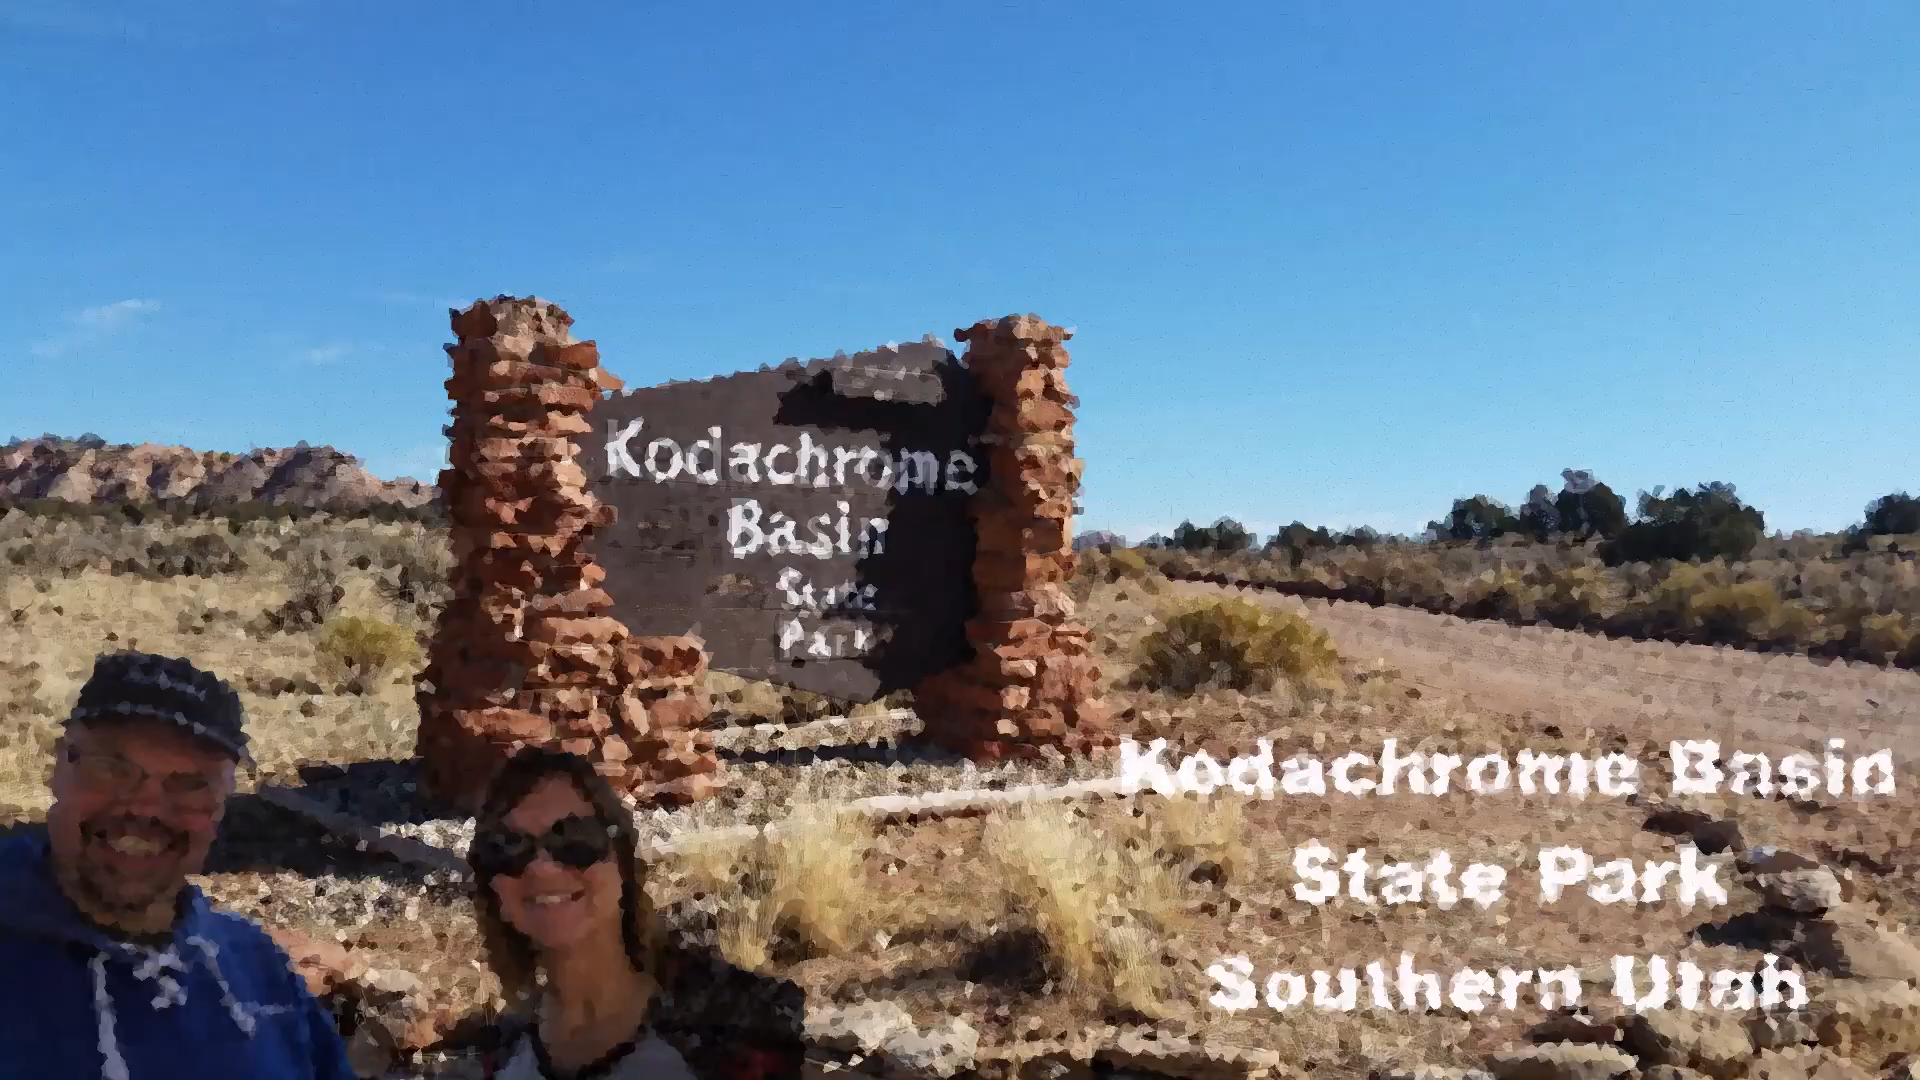 Kodachrome
Basin
State
Park
Kodachrome Basin
State Park
Southern Utah